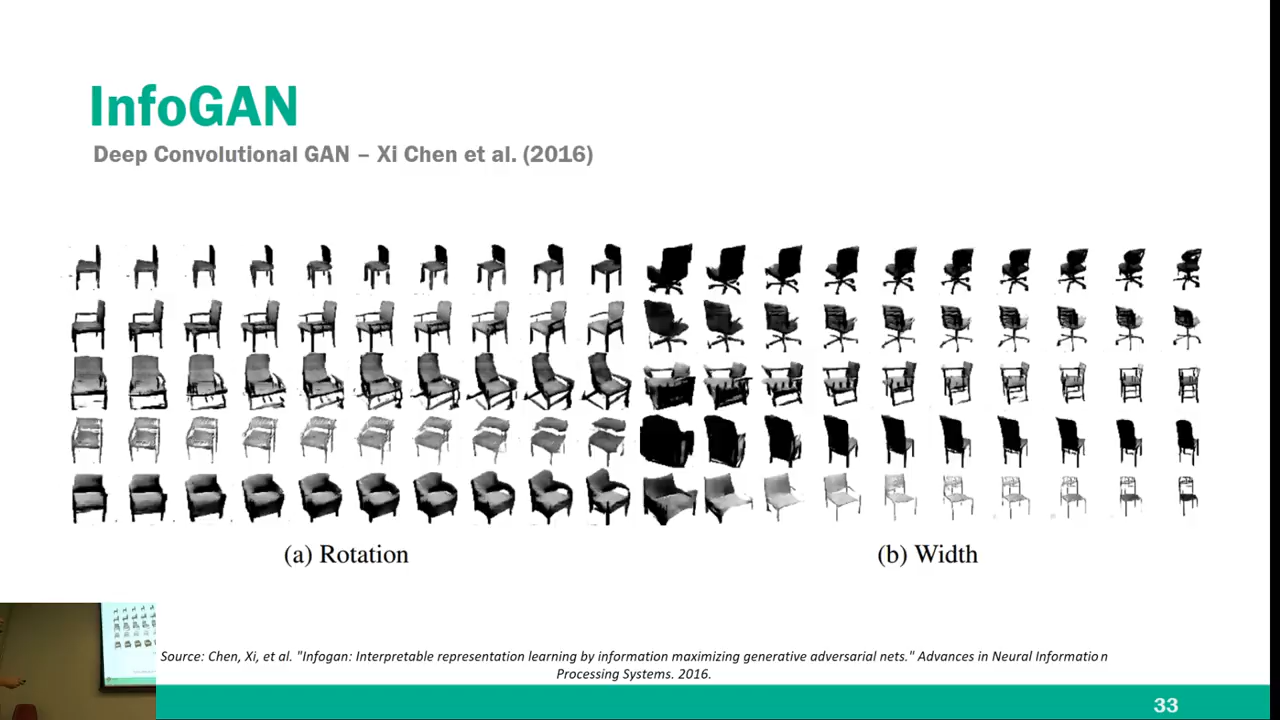 InfoGAN
Deep Convolutional GAN – Xi Chen et al. (2016)
(a) Rotation
(b) Width
Source: Chen, Xi, et al. "Infogan: Interpretable representation learning by information maximizing generative adversarial nets." Advances in Neural Information
Processing Systems. 2016.
33